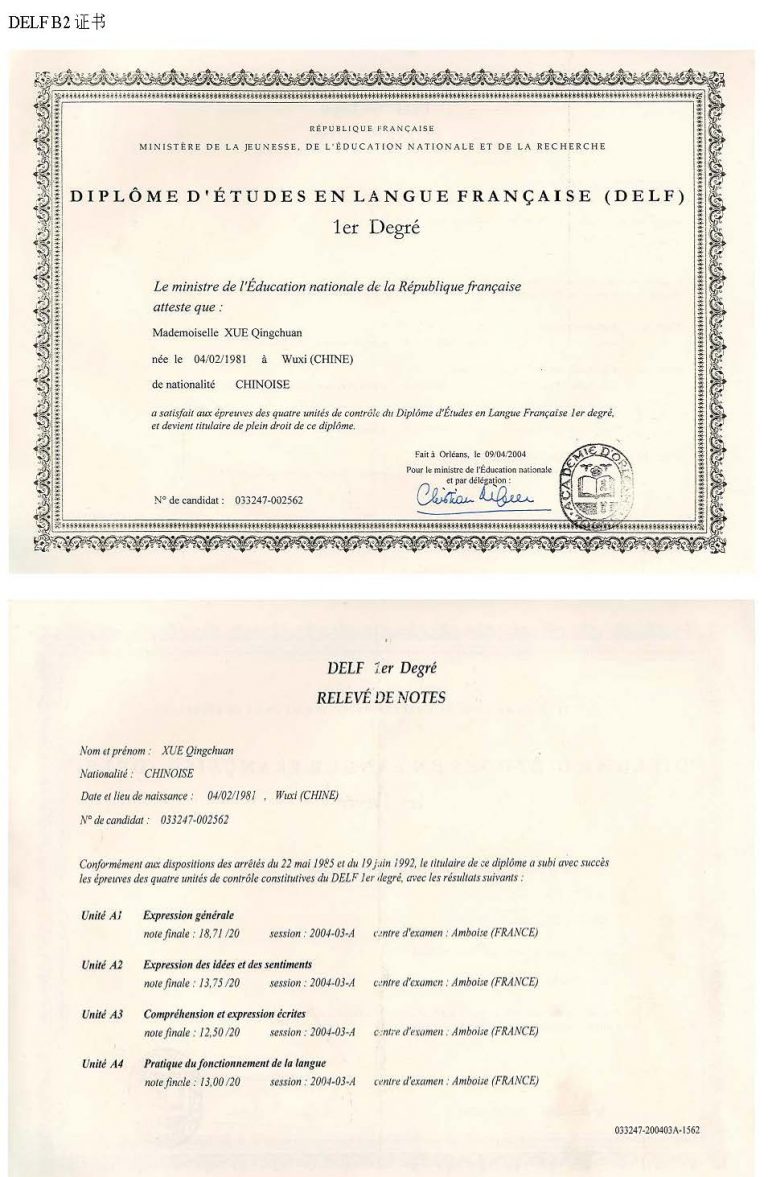 DELF B2 证书
RÉPUBLIQUE FRANÇAISE
MINISTÈRE DE LA JEUNESSE, DE L'ÉDUCATION NATIONALE ET DE LA RECHERCHE
DIPLÔME D'ÉTUDES EN LANGUE FRANÇAISE (DELF)
1er Degré
Le ministre de l'Éducation nationale de la République française
atteste que :
Mademoiselle XUE Qingchuan
née le 04/02/1981 à Wuxi (CHINE)
de nationalité CHINOISE
a satisfait aux épreuves des quatre unités de contrôle du Diplôme d'Études en Langue Française 1er degré,
et devient titulaire de plein droit de ce diplôme.
Fait à Orléans, le 09/04/2004
Pour le ministre de l'Éducation nationale
et par délégation :
N° de candidat : 033247-002562
ACADÉMIE D'ORLÉANS
DELF 1er Degré
RELEVÉ DE NOTES
Nom et prénom : XUE Qingchuan
Nationalité : CHINOISE
Date et lieu de naissance : 04/02/1981 , Wuxi (CHINE)
N° de candidat : 033247-002562
Conformément aux dispositions des arrêtés du 22 mai 1985 et du 19 juin 1992, le titulaire de ce diplôme a subi avec succès
les épreuves des quatre unités de contrôle constitutives du DELF 1er degré, avec les résultats suivants :
Unité A1 Expression générale
note finale : 18,71 /20 session : 2004-03-A centre d'examen : Amboise (FRANCE)
Unité A2 Expression des idées et des sentiments
note finale : 13,75 /20 session : 2004-03-A centre d'examen : Amboise (FRANCE)
Unité A3 Compréhension et expression écrites
note finale : 12,50 /20 session : 2004-03-A centre d'examen : Amboise (FRANCE)
Unité A4 Pratique du fonctionnement de la langue
note finale : 13,00 /20 session : 2004-03-A centre d'examen : Amboise (FRANCE)
033247-200403A-1562